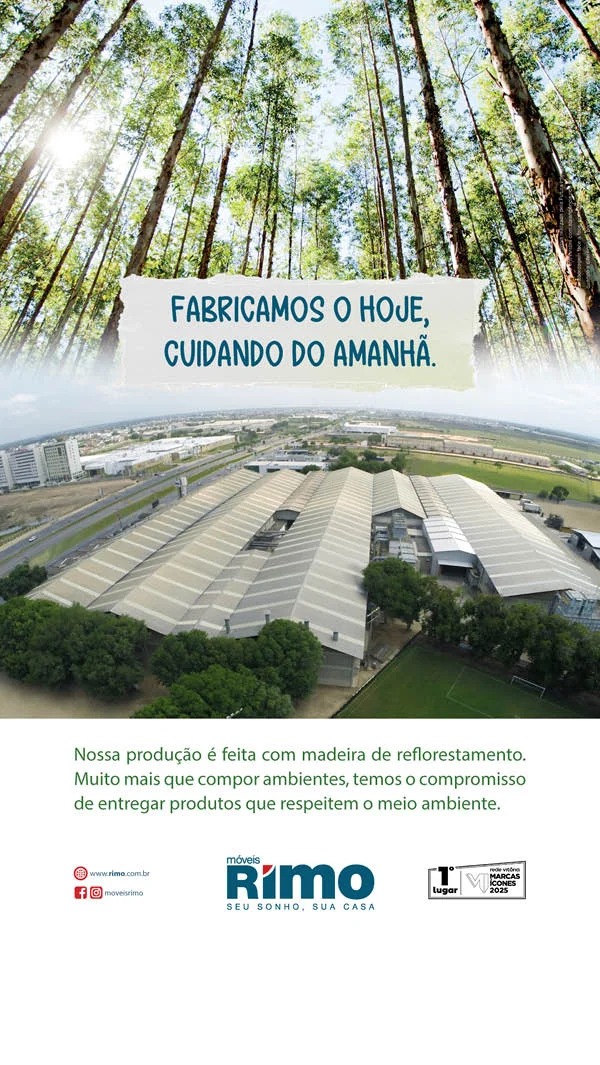 FABRICAMOS O HOJE,
CUIDANDO DO AMANHÃ.
Nossa produção é feita com madeira de reflorestamento.
Muito mais que compor ambientes, temos o compromisso
de entregar produtos que respeitem o meio ambiente.
www.rimo.com.br
moveisrimo
móveis
Rimo
SEU SONHO, SUA CASA
1º
lugar
rede vitória
MARCAS
ÍCONES
2025